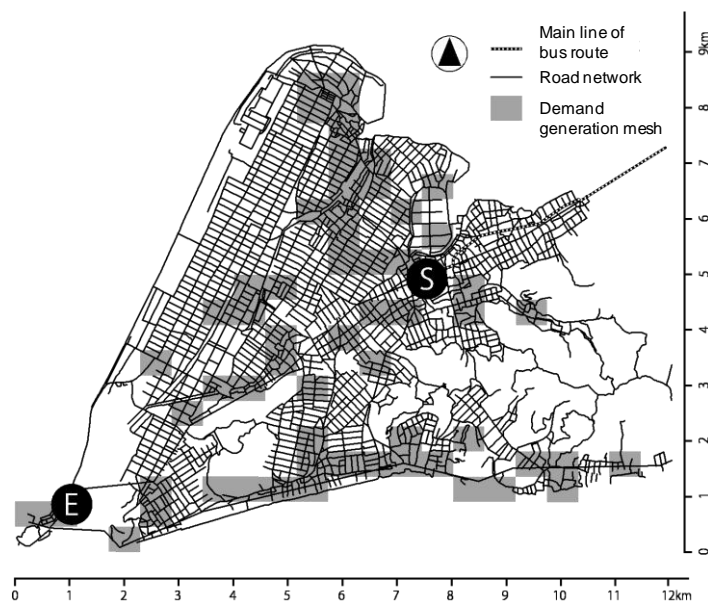 Main line of
bus route
Road network
Demand
generation mesh
9km
8
7
6
5
4
3
2
1
0
S
E
0 1 2 3 4 5 6 7 8 9 10 11 12km